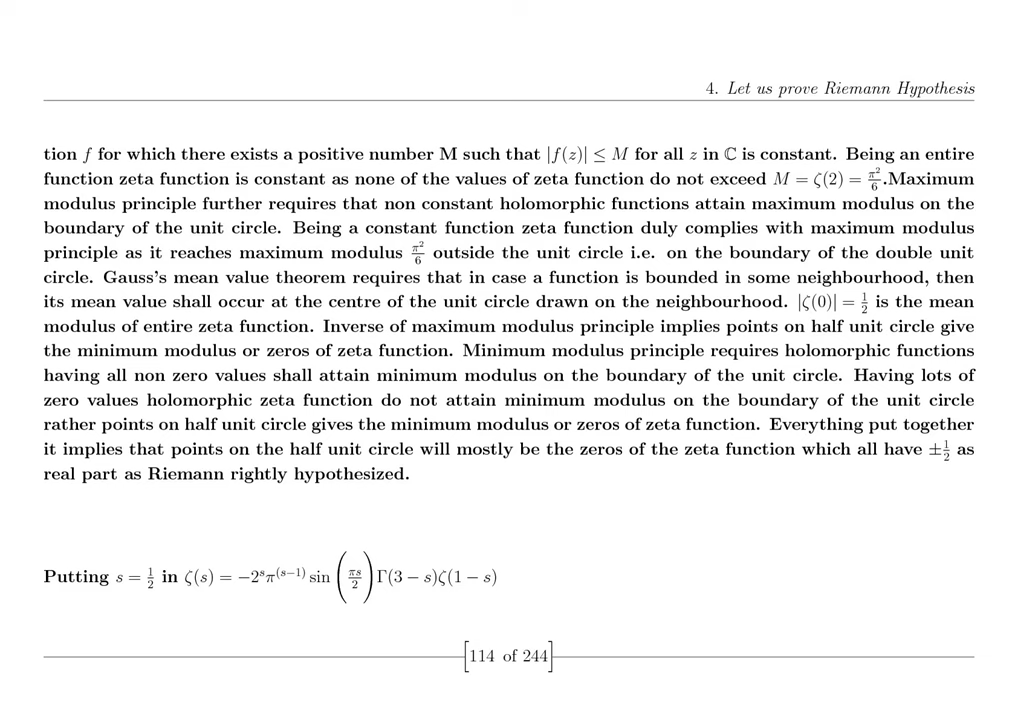 4. Let us prove Riemann Hypothesis
tion f for which there exists a positive number M such that |f(z)| ≤ M for all z in ℂ is constant. Being an entire
function zeta function is constant as none of the values of zeta function do not exceed M = ζ(2) = π²/6.Maximum
modulus principle further requires that non constant holomorphic functions attain maximum modulus on the
boundary of the unit circle. Being a constant function zeta function duly complies with maximum modulus
principle as it reaches maximum modulus π²/6 outside the unit circle i.e. on the boundary of the double unit
circle. Gauss's mean value theorem requires that in case a function is bounded in some neighbourhood, then
its mean value shall occur at the centre of the unit circle drawn on the neighbourhood. |ζ(0)| = 1/2 is the mean
modulus of entire zeta function. Inverse of maximum modulus principle implies points on half unit circle give
the minimum modulus or zeros of zeta function. Minimum modulus principle requires holomorphic functions
having all non zero values shall attain minimum modulus on the boundary of the unit circle. Having lots of
zero values holomorphic zeta function do not attain minimum modulus on the boundary of the unit circle
rather points on half unit circle gives the minimum modulus or zeros of zeta function. Everything put together
it implies that points on the half unit circle will mostly be the zeros of the zeta function which all have ±1/2 as
real part as Riemann rightly hypothesized.
Putting s = 1/2 in ζ(s) = −2^s π^(s−1) sin(πs/2)Γ(3 − s)ζ(1 − s)
[114 of 244]